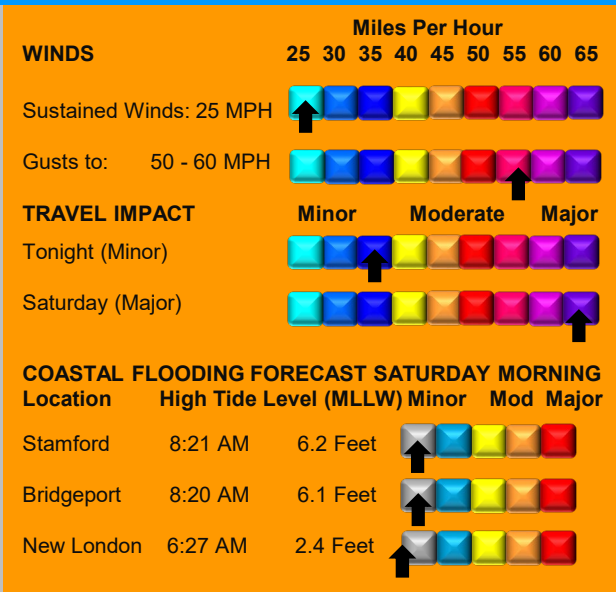 Miles Per Hour
WINDS 25 30 35 40 45 50 55 60 65
Sustained Winds: 25 MPH
Gusts to: 50 - 60 MPH
TRAVEL IMPACT Minor Moderate Major
Tonight (Minor)
Saturday (Major)
COASTAL FLOODING FORECAST SATURDAY MORNING
Location High Tide Level (MLLW) Minor Mod Major
Stamford 8:21 AM 6.2 Feet
Bridgeport 8:20 AM 6.1 Feet
New London 6:27 AM 2.4 Feet